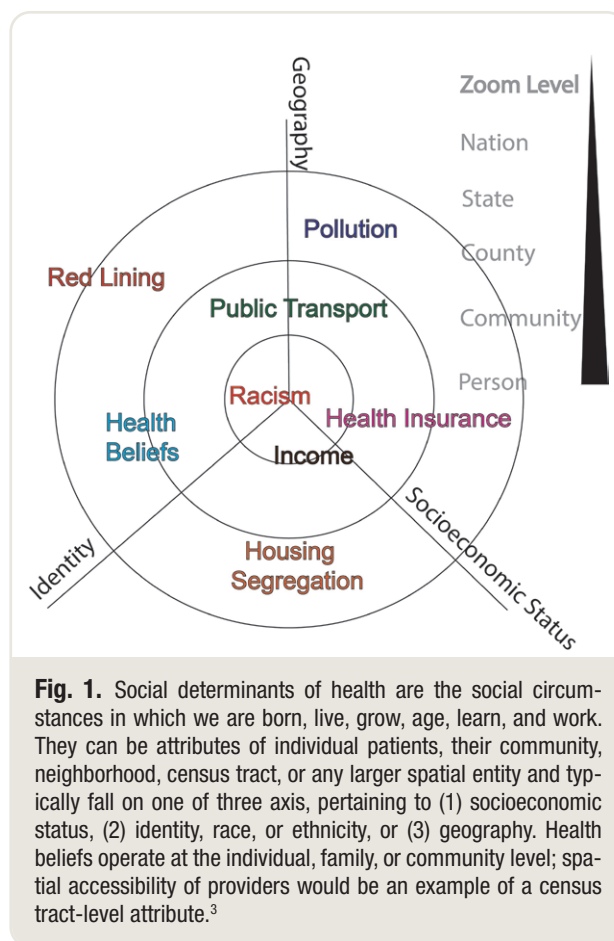 Geography
Zoom Level
Nation
State
County
Community
Person
Pollution
Red Lining
Public Transport
Racism
Health
Beliefs
Health Insurance
Income
Housing
Segregation
Identity
Socioeconomic Status
Fig. 1. Social determinants of health are the social circum-
stances in which we are born, live, grow, age, learn, and work.
They can be attributes of individual patients, their community,
neighborhood, census tract, or any larger spatial entity and typ-
ically fall on one of three axis, pertaining to (1) socioeconomic
status, (2) identity, race, or ethnicity, or (3) geography. Health
beliefs operate at the individual, family, or community level; spa-
tial accessibility of providers would be an example of a census
tract-level attribute.³